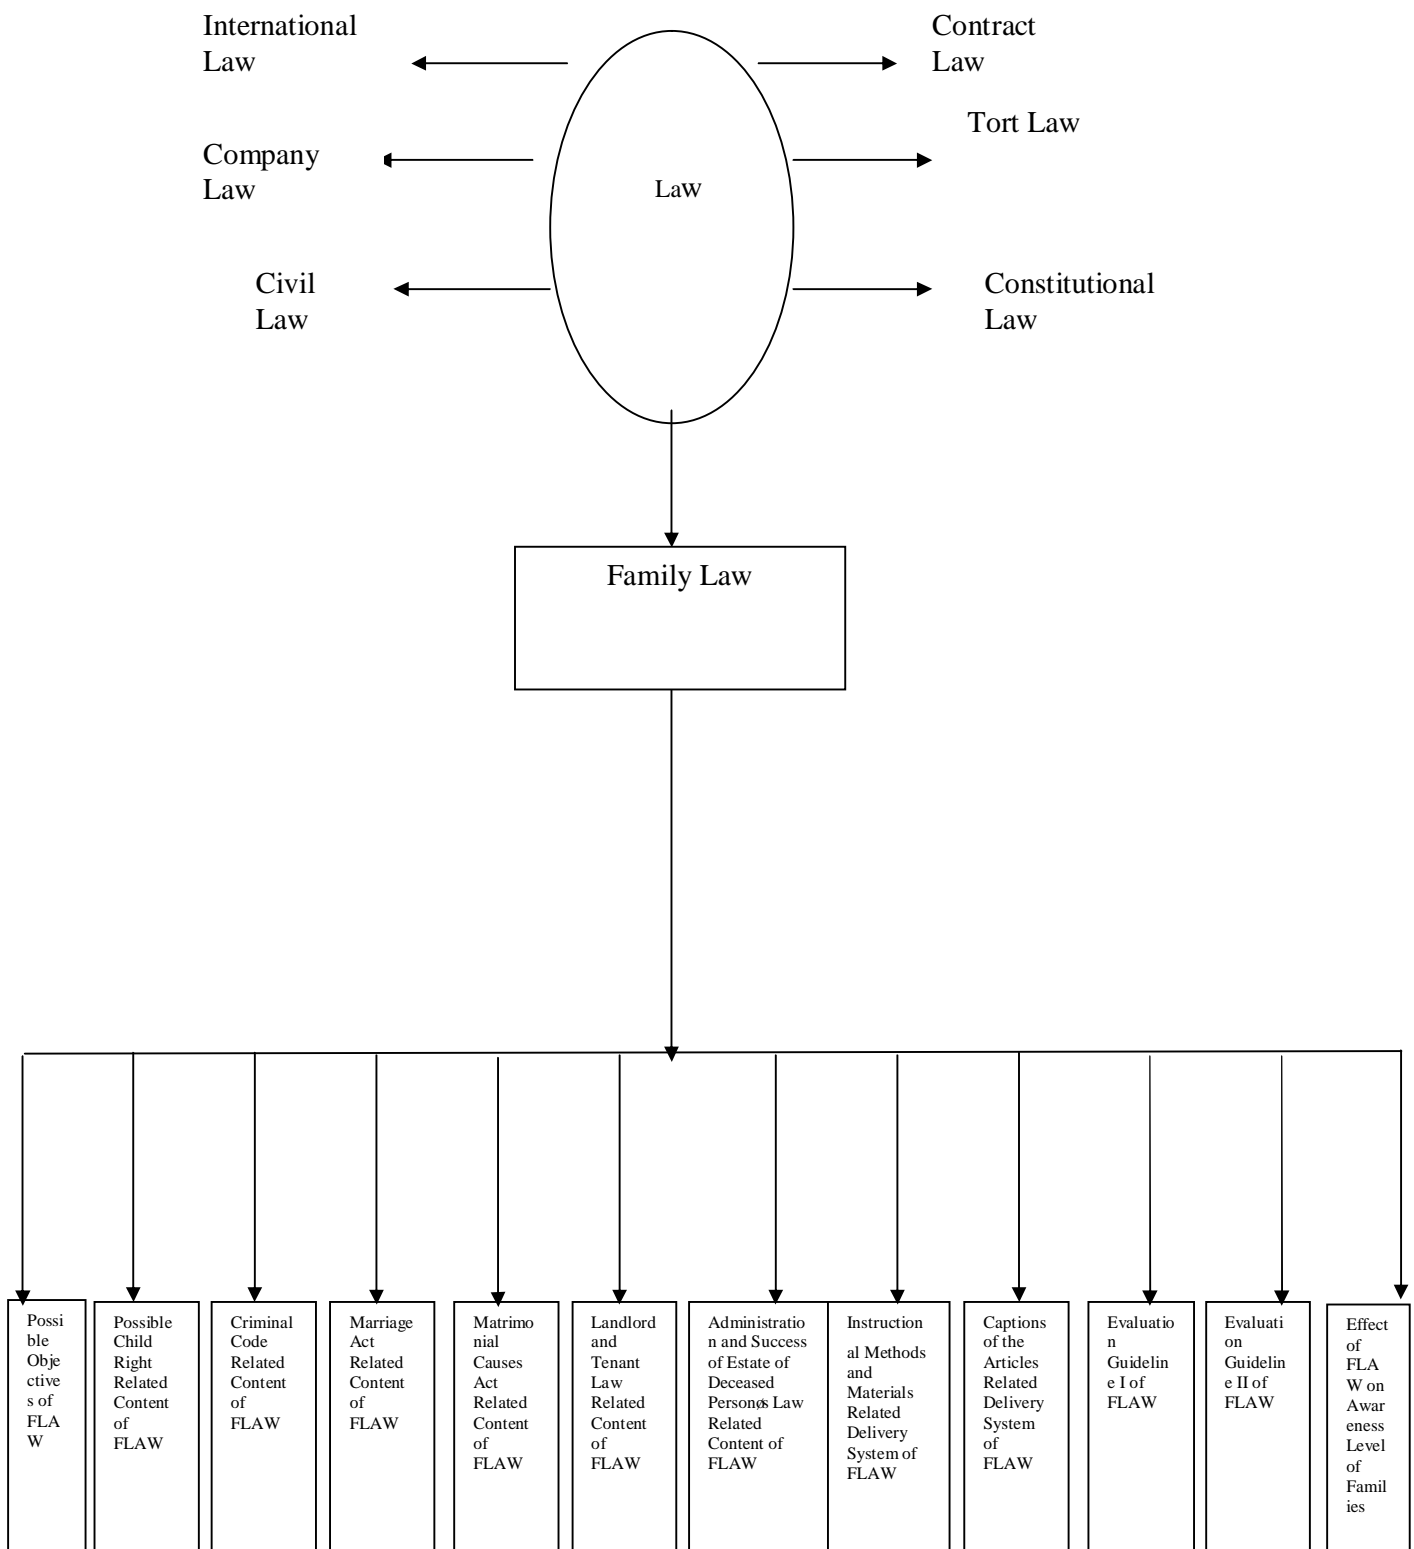 International
Law
Contract
Law
Tort Law
Company
Law
Law
Civil
Law
Constitutional
Law
Family Law
Possi
ble
Obje
ctive
s of
FLA
W
Possible
Child
Right
Related
Content
of
FLAW
Criminal
Code
Related
Content
of
FLAW
Marriage
Act
Related
Content
of
FLAW
Matrimo
nial
Causes
Act
Related
Content
of
FLAW
Landlord
and
Tenant
Law
Related
Content
of
FLAW
Administratio
n and Success
of Estate of
Deceased
Personøs Law
Related
Content of
FLAW
Instruction
al Methods
and
Materials
Related
Delivery
System of
FLAW
Captions
of the
Articles
Related
Delivery
System
of
FLAW
Evaluatio
n
Guidelin
e I of
FLAW
Evaluati
on
Guidelin
e II of
FLAW
Effect
of
FLA
W on
Awar
eness
Level
of
Famil
ies